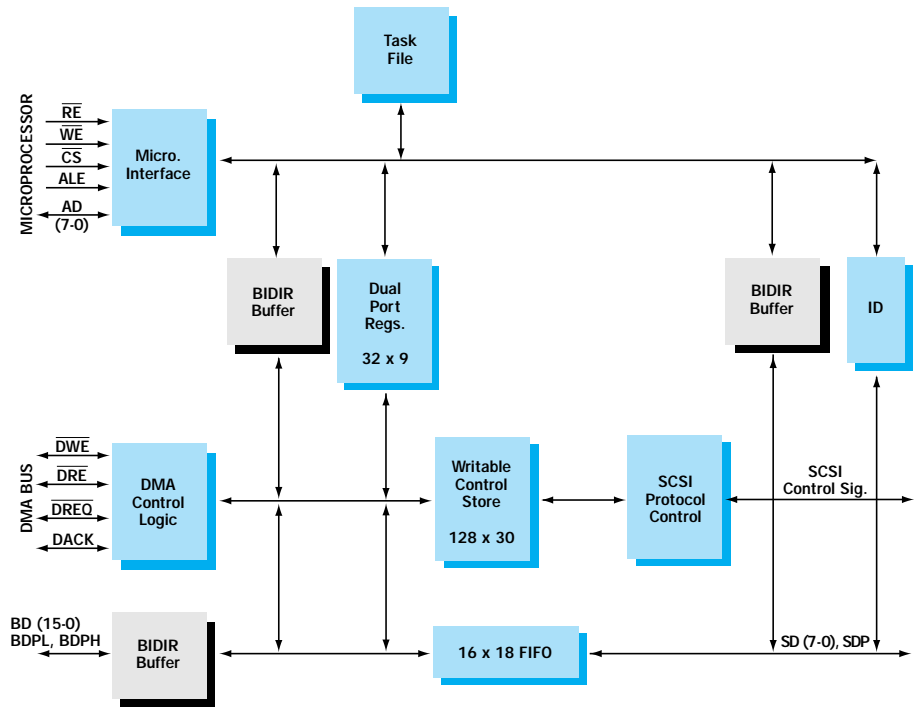 Task
File
MICROPROCESSOR
RE
WE
CS
ALE
AD
(7-0)
Micro.
Interface
BIDIR
Buffer
Dual
Port
Regs.
32 x 9
BIDIR
Buffer
ID
DMA BUS
DWE
DRE
DREQ
DACK
DMA
Control
Logic
Writable
Control
Store
128 x 30
SCSI
Protocol
Control
SCSI
Control Sig.
BD (15-0)
BDPL, BDPH
BIDIR
Buffer
16 x 18 FIFO
SD (7-0), SDP